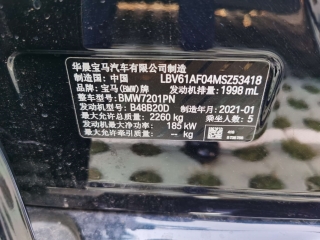 华晨宝马汽车有限公司制造
制造国: 中国 LBV61AF04MSZ53418
品牌: 宝马(BMW)牌 发动机排量: 1998 mL
整车型号: BMW7201PN
发动机型号: B48B20D 制造年月: 2021-01
最大允许总质量: 2260 kg 乘坐人数: 5
发动机最大净功率: 185 kW
最大允许牵引质量: -- kg